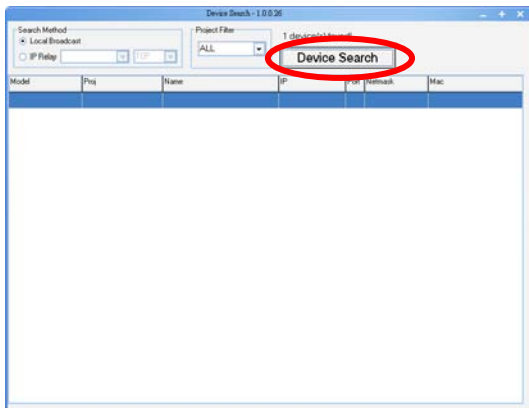 Device Search - 1.0.0.26
Search Method
Local Broadcast
IP Relay
TCP
Project Filter
ALL
1 device(s) found!
Device Search
Model Proj Name IP Port Netmask Mac